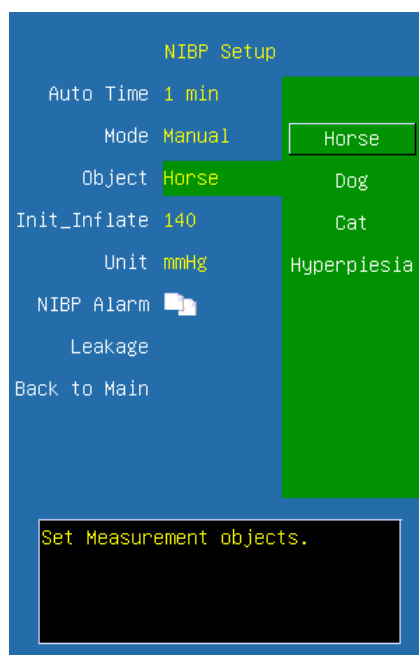 NIBP Setup
Auto Time 1 min
Mode Manual Horse
Object Horse Dog
Init_Inflate 140 Cat
Unit mmHg Hyperpiesia
NIBP Alarm
Leakage
Back to Main
Set Measurement objects.